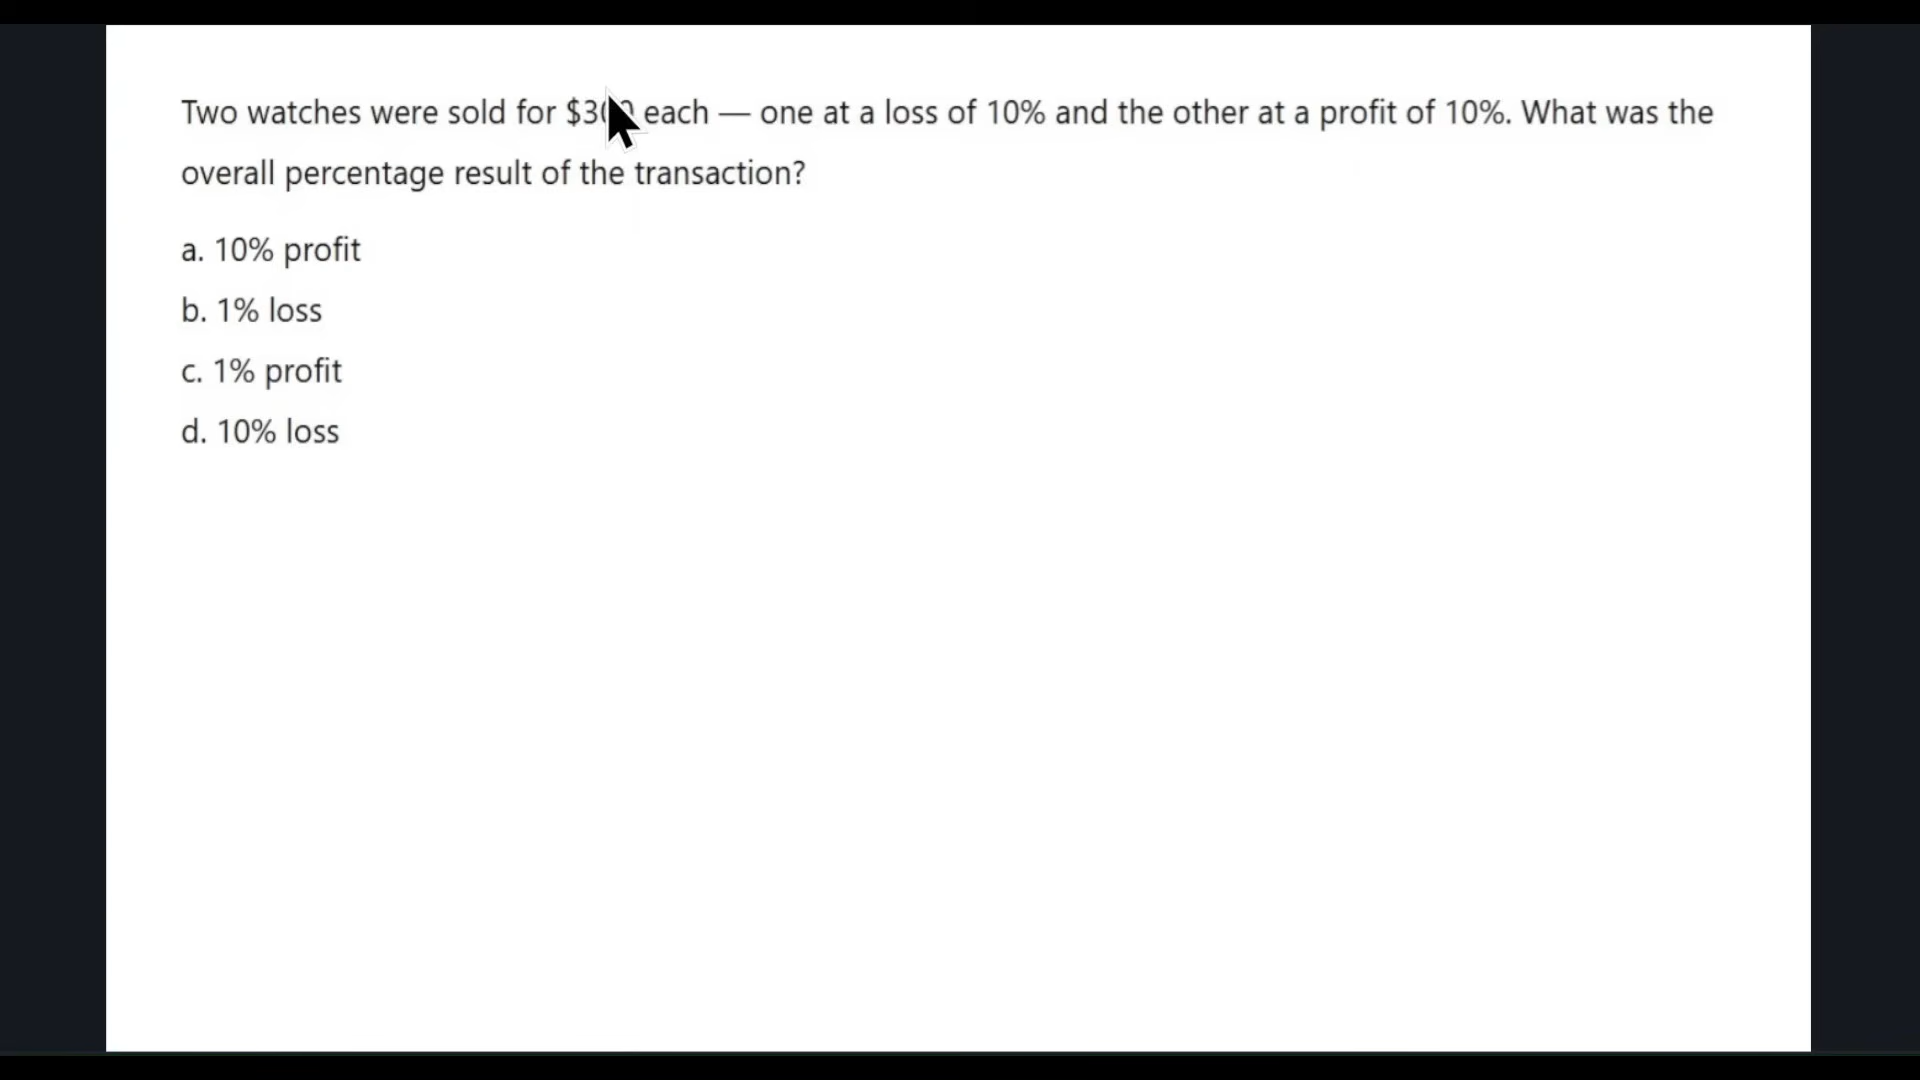 Two watches were sold for $300 each — one at a loss of 10% and the other at a profit of 10%. What was the
overall percentage result of the transaction?
a. 10% profit
b. 1% loss
c. 1% profit
d. 10% loss